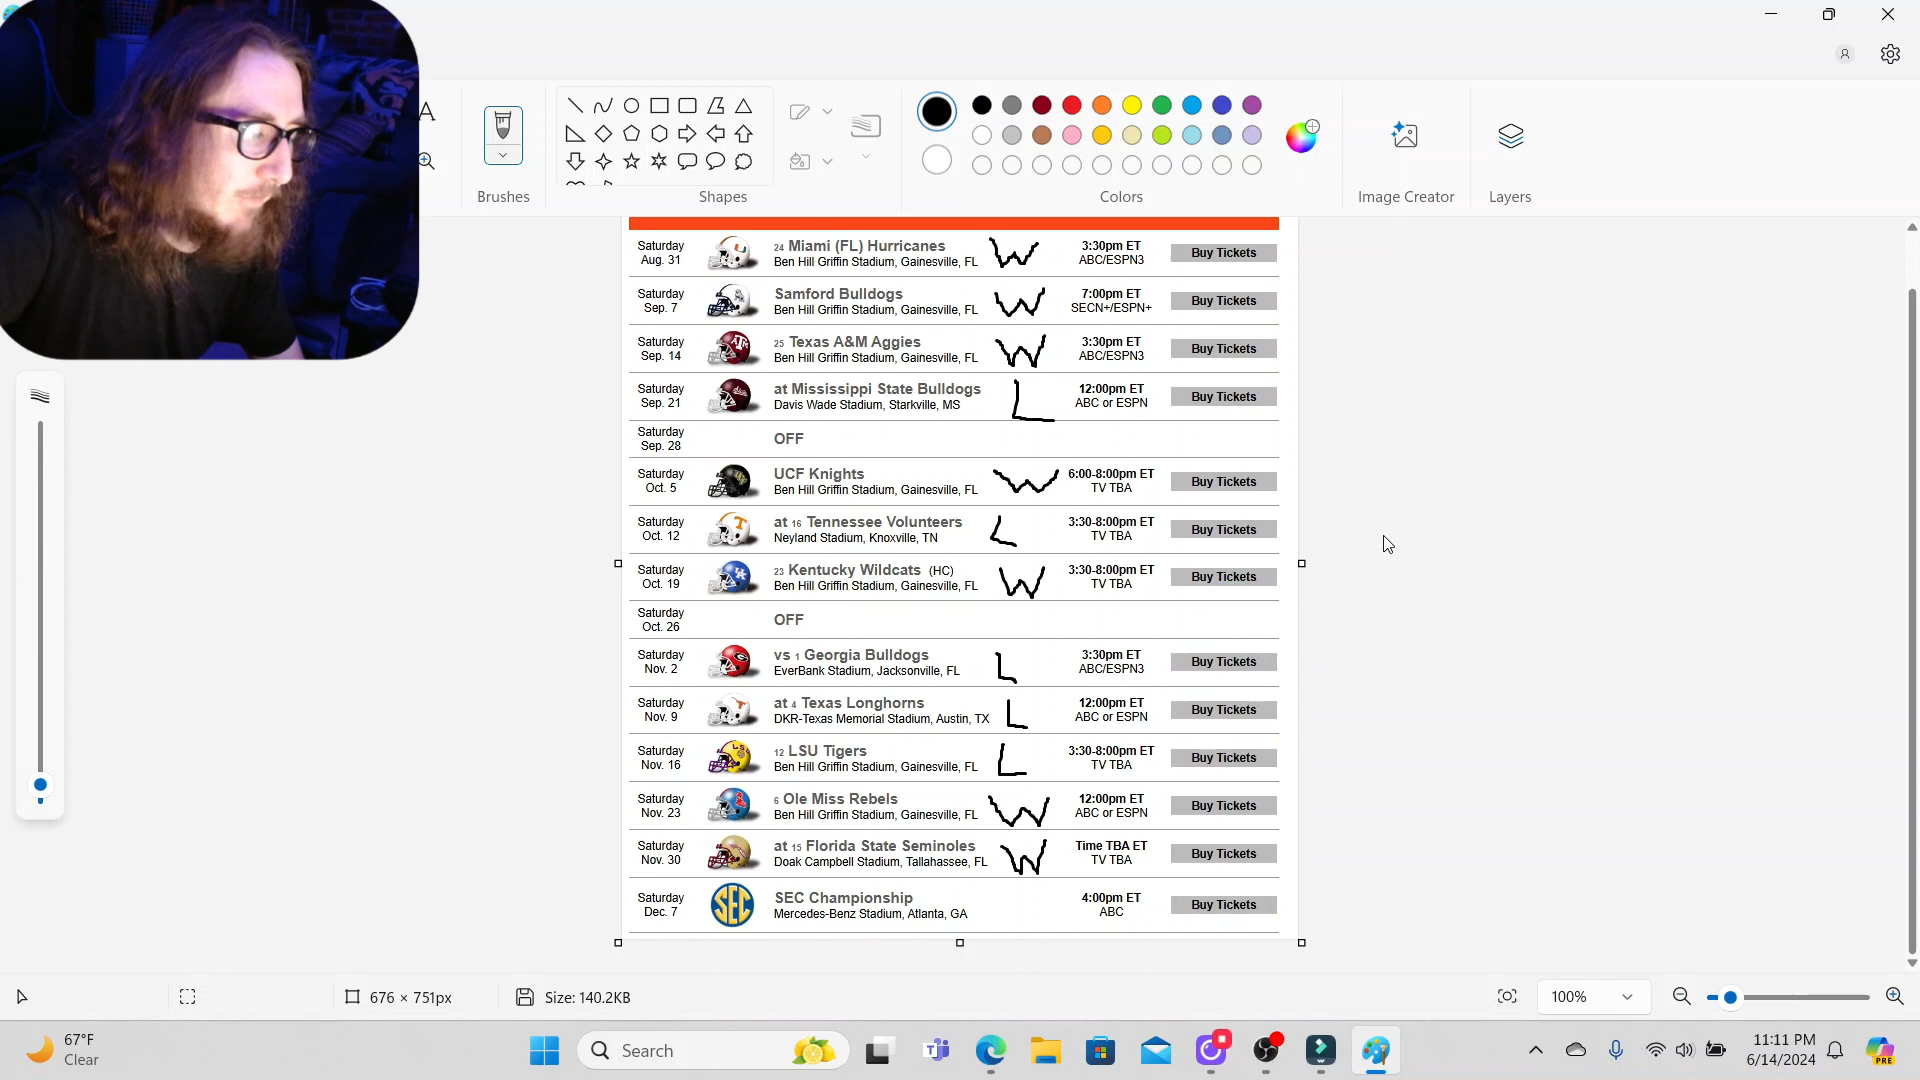 A
Brushes
Shapes
Colors
Image Creator
Layers
Saturday 24 Miami (FL) Hurricanes W 3:30pm ET Buy Tickets
Aug. 31 Ben Hill Griffin Stadium, Gainesville, FL ABC/ESPN3
Saturday Samford Bulldogs W 7:00pm ET Buy Tickets
Sep. 7 Ben Hill Griffin Stadium, Gainesville, FL SECN+/ESPN+
Saturday 25 Texas A&M Aggies W 3:30pm ET Buy Tickets
Sep. 14 Ben Hill Griffin Stadium, Gainesville, FL ABC/ESPN3
Saturday at Mississippi State Bulldogs L 12:00pm ET Buy Tickets
Sep. 21 Davis Wade Stadium, Starkville, MS ABC or ESPN
Saturday OFF
Sep. 28
Saturday UCF Knights W 6:00-8:00pm ET Buy Tickets
Oct. 5 Ben Hill Griffin Stadium, Gainesville, FL TV TBA
Saturday at 16 Tennessee Volunteers L 3:30-8:00pm ET Buy Tickets
Oct. 12 Neyland Stadium, Knoxville, TN TV TBA
Saturday 23 Kentucky Wildcats (HC) W 3:30-8:00pm ET Buy Tickets
Oct. 19 Ben Hill Griffin Stadium, Gainesville, FL TV TBA
Saturday OFF
Oct. 26
Saturday vs 1 Georgia Bulldogs L 3:30pm ET Buy Tickets
Nov. 2 EverBank Stadium, Jacksonville, FL ABC/ESPN3
Saturday at 4 Texas Longhorns L 12:00pm ET Buy Tickets
Nov. 9 DKR-Texas Memorial Stadium, Austin, TX ABC or ESPN
Saturday 12 LSU Tigers L 3:30-8:00pm ET Buy Tickets
Nov. 16 Ben Hill Griffin Stadium, Gainesville, FL TV TBA
Saturday 6 Ole Miss Rebels W 12:00pm ET Buy Tickets
Nov. 23 Ben Hill Griffin Stadium, Gainesville, FL ABC or ESPN
Saturday at 15 Florida State Seminoles W Time TBA ET Buy Tickets
Nov. 30 Doak Campbell Stadium, Tallahassee, FL TV TBA
Saturday SEC SEC Championship 4:00pm ET Buy Tickets
Dec. 7 Mercedes-Benz Stadium, Atlanta, GA ABC
676 × 751px Size: 140.2KB 100%
67°F
Clear
Search
11:11 PM
6/14/2024
PRE